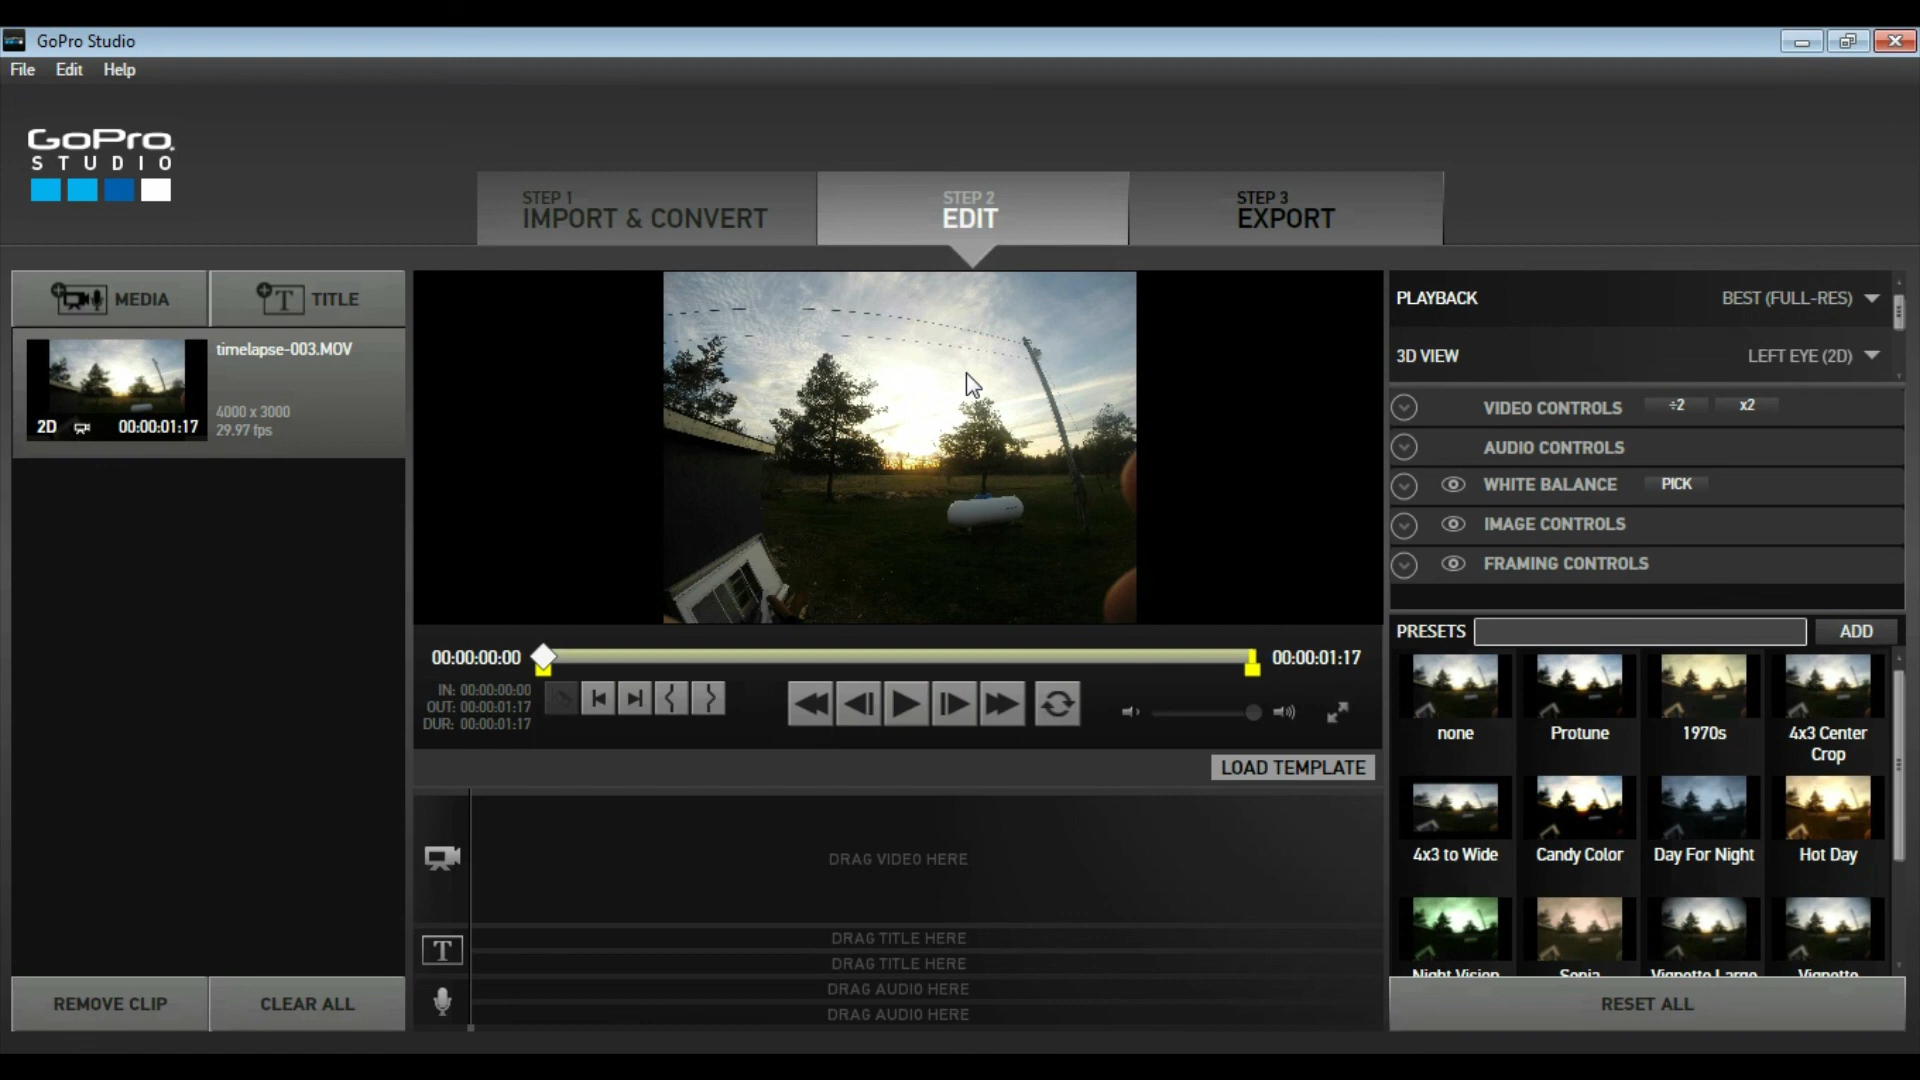 GoPro Studio
File Edit Help
GoPro
STUDIO
STEP 1
IMPORT & CONVERT
STEP 2
EDIT
STEP 3
EXPORT
MEDIA
T TITLE
timelapse-003.MOV
4000 x 3000
29.97 fps
2D 00:00:01:17
PLAYBACK BEST (FULL-RES)
3D VIEW LEFT EYE (2D)
VIDEO CONTROLS ÷2 x2
AUDIO CONTROLS
WHITE BALANCE PICK
IMAGE CONTROLS
FRAMING CONTROLS
00:00:00:00 00:00:01:17
IN: 00:00:00:00
OUT: 00:00:01:17
DUR: 00:00:01:17
LOAD TEMPLATE
PRESETS ADD
none Protune 1970s 4x3 Center
Crop
4x3 to Wide Candy Color Day For Night Hot Day
Night Vision Sepia Vignette Large Vignette
DRAG VIDEO HERE
T
DRAG TITLE HERE
DRAG TITLE HERE
DRAG AUDIO HERE
DRAG AUDIO HERE
REMOVE CLIP CLEAR ALL
RESET ALL